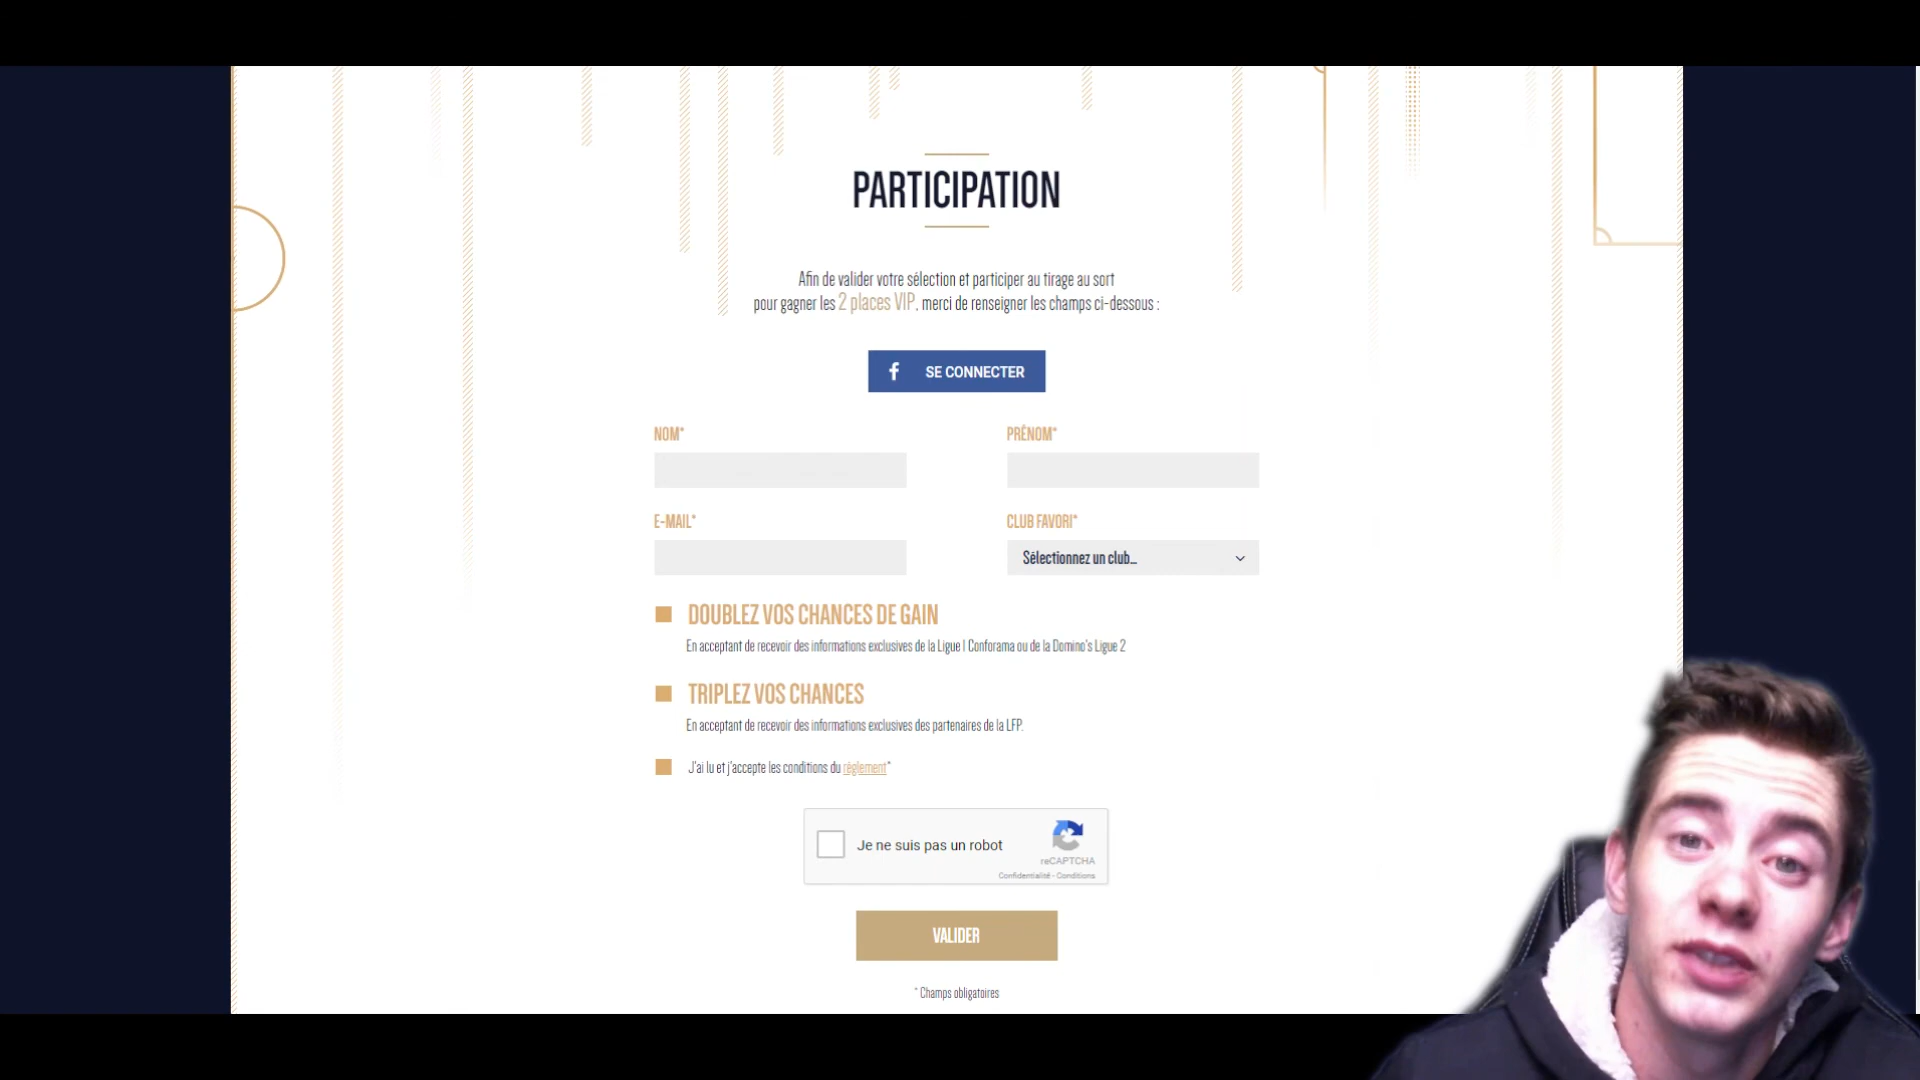 PARTICIPATION
Afin de valider votre sélection et participer au tirage au sort
pour gagner les 2 places VIP, merci de renseigner les champs ci-dessous :
f SE CONNECTER
NOM* PRÉNOM*
E-MAIL* CLUB FAVORI*
Sélectionnez un club...
DOUBLEZ VOS CHANCES DE GAIN
En acceptant de recevoir des informations exclusives de la Ligue 1 Conforama ou de la Domino's Ligue 2
TRIPLEZ VOS CHANCES
En acceptant de recevoir des informations exclusives des partenaires de la LFP.
J'ai lu et j'accepte les conditions du règlement*
Je ne suis pas un robot
reCAPTCHA
Confidentialité - Conditions
VALIDER
* Champs obligatoires